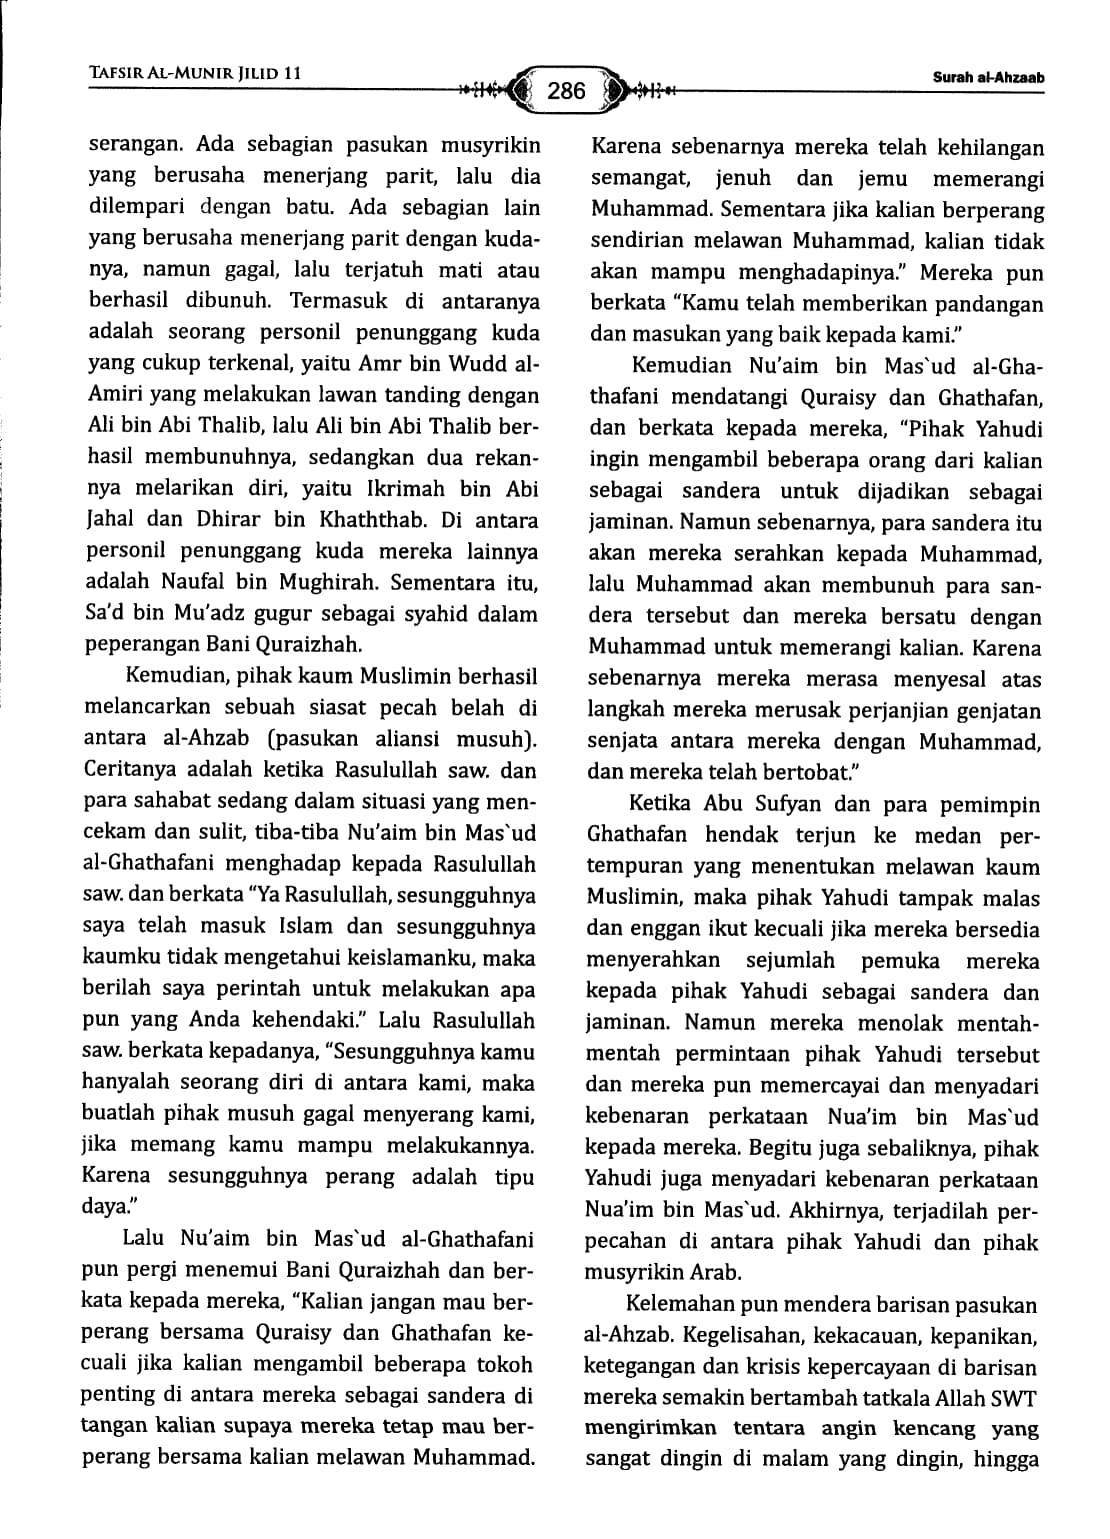 TAFSIR AL-MUNIR JILID 11
286
Surah al-Ahzaab
serangan. Ada sebagian pasukan musyrikin
yang berusaha menerjang parit, lalu dia
dilempari dengan batu. Ada sebagian lain
yang berusaha menerjang parit dengan kuda-
nya, namun gagal, lalu terjatuh mati atau
berhasil dibunuh. Termasuk di antaranya
adalah seorang personil penunggang kuda
yang cukup terkenal, yaitu Amr bin Wudd al-
Amiri yang melakukan lawan tanding dengan
Ali bin Abi Thalib, lalu Ali bin Abi Thalib ber-
hasil membunuhnya, sedangkan dua rekan-
nya melarikan diri, yaitu Ikrimah bin Abi
Jahal dan Dhirar bin Khaththab. Di antara
personil penunggang kuda mereka lainnya
adalah Naufal bin Mughirah. Sementara itu,
Sa’d bin Mu’adz gugur sebagai syahid dalam
peperangan Bani Quraizhah.
Kemudian, pihak kaum Muslimin berhasil
melancarkan sebuah siasat pecah belah di
antara al-Ahzab (pasukan aliansi musuh).
Ceritanya adalah ketika Rasulullah saw. dan
para sahabat sedang dalam situasi yang men-
cekam dan sulit, tiba-tiba Nu’aim bin Mas`ud
al-Ghathafani menghadap kepada Rasulullah
saw. dan berkata “Ya Rasulullah, sesungguhnya
saya telah masuk Islam dan sesungguhnya
kaumku tidak mengetahui keislamanku, maka
berilah saya perintah untuk melakukan apa
pun yang Anda kehendaki.” Lalu Rasulullah
saw. berkata kepadanya, “Sesungguhnya kamu
hanyalah seorang diri di antara kami, maka
buatlah pihak musuh gagal menyerang kami,
jika memang kamu mampu melakukannya.
Karena sesungguhnya perang adalah tipu
daya.”
Lalu Nu’aim bin Mas`ud al-Ghathafani
pun pergi menemui Bani Quraizhah dan ber-
kata kepada mereka, “Kalian jangan mau ber-
perang bersama Quraisy dan Ghathafan ke-
cuali jika kalian mengambil beberapa tokoh
penting di antara mereka sebagai sandera di
tangan kalian supaya mereka tetap mau ber-
perang bersama kalian melawan Muhammad.
Karena sebenarnya mereka telah kehilangan
semangat, jenuh dan jemu memerangi
Muhammad. Sementara jika kalian berperang
sendirian melawan Muhammad, kalian tidak
akan mampu menghadapinya.” Mereka pun
berkata “Kamu telah memberikan pandangan
dan masukan yang baik kepada kami.”
Kemudian Nu’aim bin Mas`ud al-Gha-
thafani mendatangi Quraisy dan Ghathafan,
dan berkata kepada mereka, “Pihak Yahudi
ingin mengambil beberapa orang dari kalian
sebagai sandera untuk dijadikan sebagai
jaminan. Namun sebenarnya, para sandera itu
akan mereka serahkan kepada Muhammad,
lalu Muhammad akan membunuh para san-
dera tersebut dan mereka bersatu dengan
Muhammad untuk memerangi kalian. Karena
sebenarnya mereka merasa menyesal atas
langkah mereka merusak perjanjian genjatan
senjata antara mereka dengan Muhammad,
dan mereka telah bertobat.”
Ketika Abu Sufyan dan para pemimpin
Ghathafan hendak terjun ke medan per-
tempuran yang menentukan melawan kaum
Muslimin, maka pihak Yahudi tampak malas
dan enggan ikut kecuali jika mereka bersedia
menyerahkan sejumlah pemuka mereka
kepada pihak Yahudi sebagai sandera dan
jaminan. Namun mereka menolak mentah-
mentah permintaan pihak Yahudi tersebut
dan mereka pun memercayai dan menyadari
kebenaran perkataan Nua’im bin Mas`ud
kepada mereka. Begitu juga sebaliknya, pihak
Yahudi juga menyadari kebenaran perkataan
Nua’im bin Mas`ud. Akhirnya, terjadilah per-
pecahan di antara pihak Yahudi dan pihak
musyrikin Arab.
Kelemahan pun mendera barisan pasukan
al-Ahzab. Kegelisahan, kekacauan, kepanikan,
ketegangan dan krisis kepercayaan di barisan
mereka semakin bertambah tatkala Allah SWT
mengirimkan tentara angin kencang yang
sangat dingin di malam yang dingin, hingga